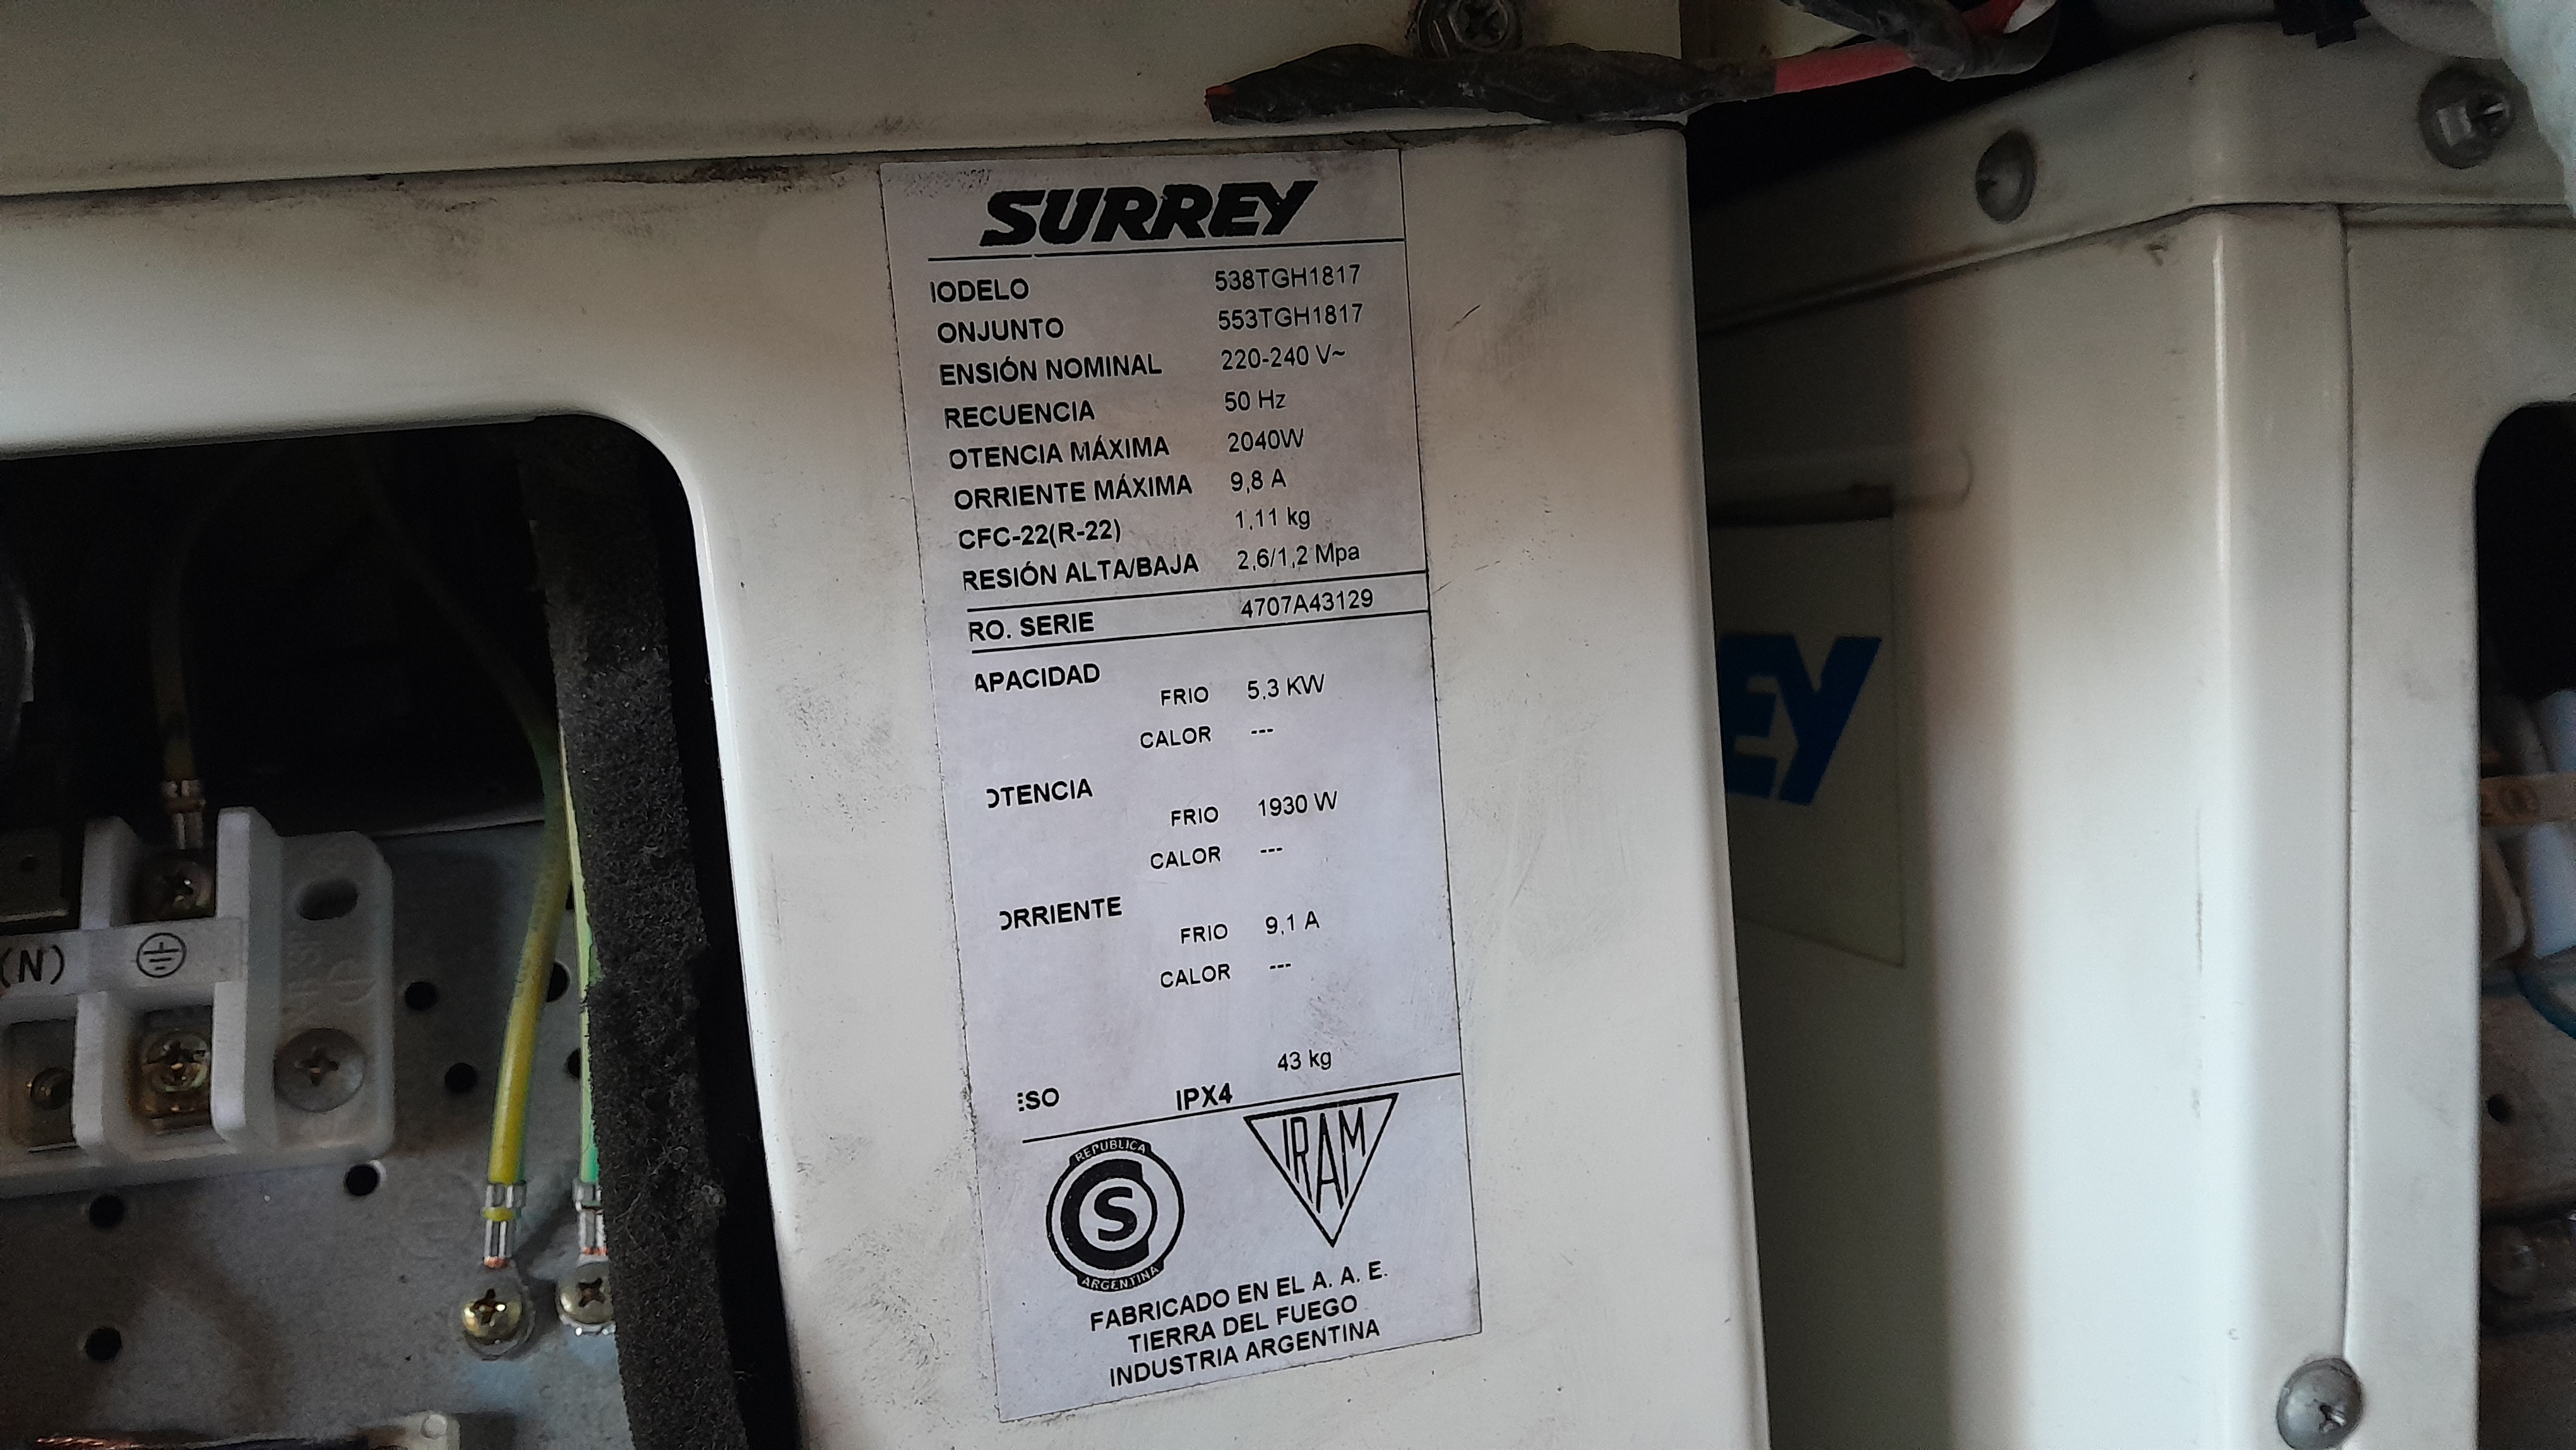 SURREY
IODELO 538TGH1817
ONJUNTO 553TGH1817
ENSIÓN NOMINAL 220-240 V~
RECUENCIA 50 Hz
OTENCIA MÁXIMA 2040W
ORRIENTE MÁXIMA 9,8 A
CFC-22(R-22) 1,11 kg
RESIÓN ALTA/BAJA 2,6/1,2 Mpa
RO. SERIE 4707A43129
APACIDAD
FRIO 5,3 KW
CALOR ---
OTENCIA
FRIO 1930 W
CALOR ---
ORRIENTE
FRIO 9,1 A
CALOR ---
43 kg
ESO IPX4
REPUBLICA
S
ARGENTINA
IRAM
FABRICADO EN EL A. A. E.
TIERRA DEL FUEGO
INDUSTRIA ARGENTINA
(N)
EY